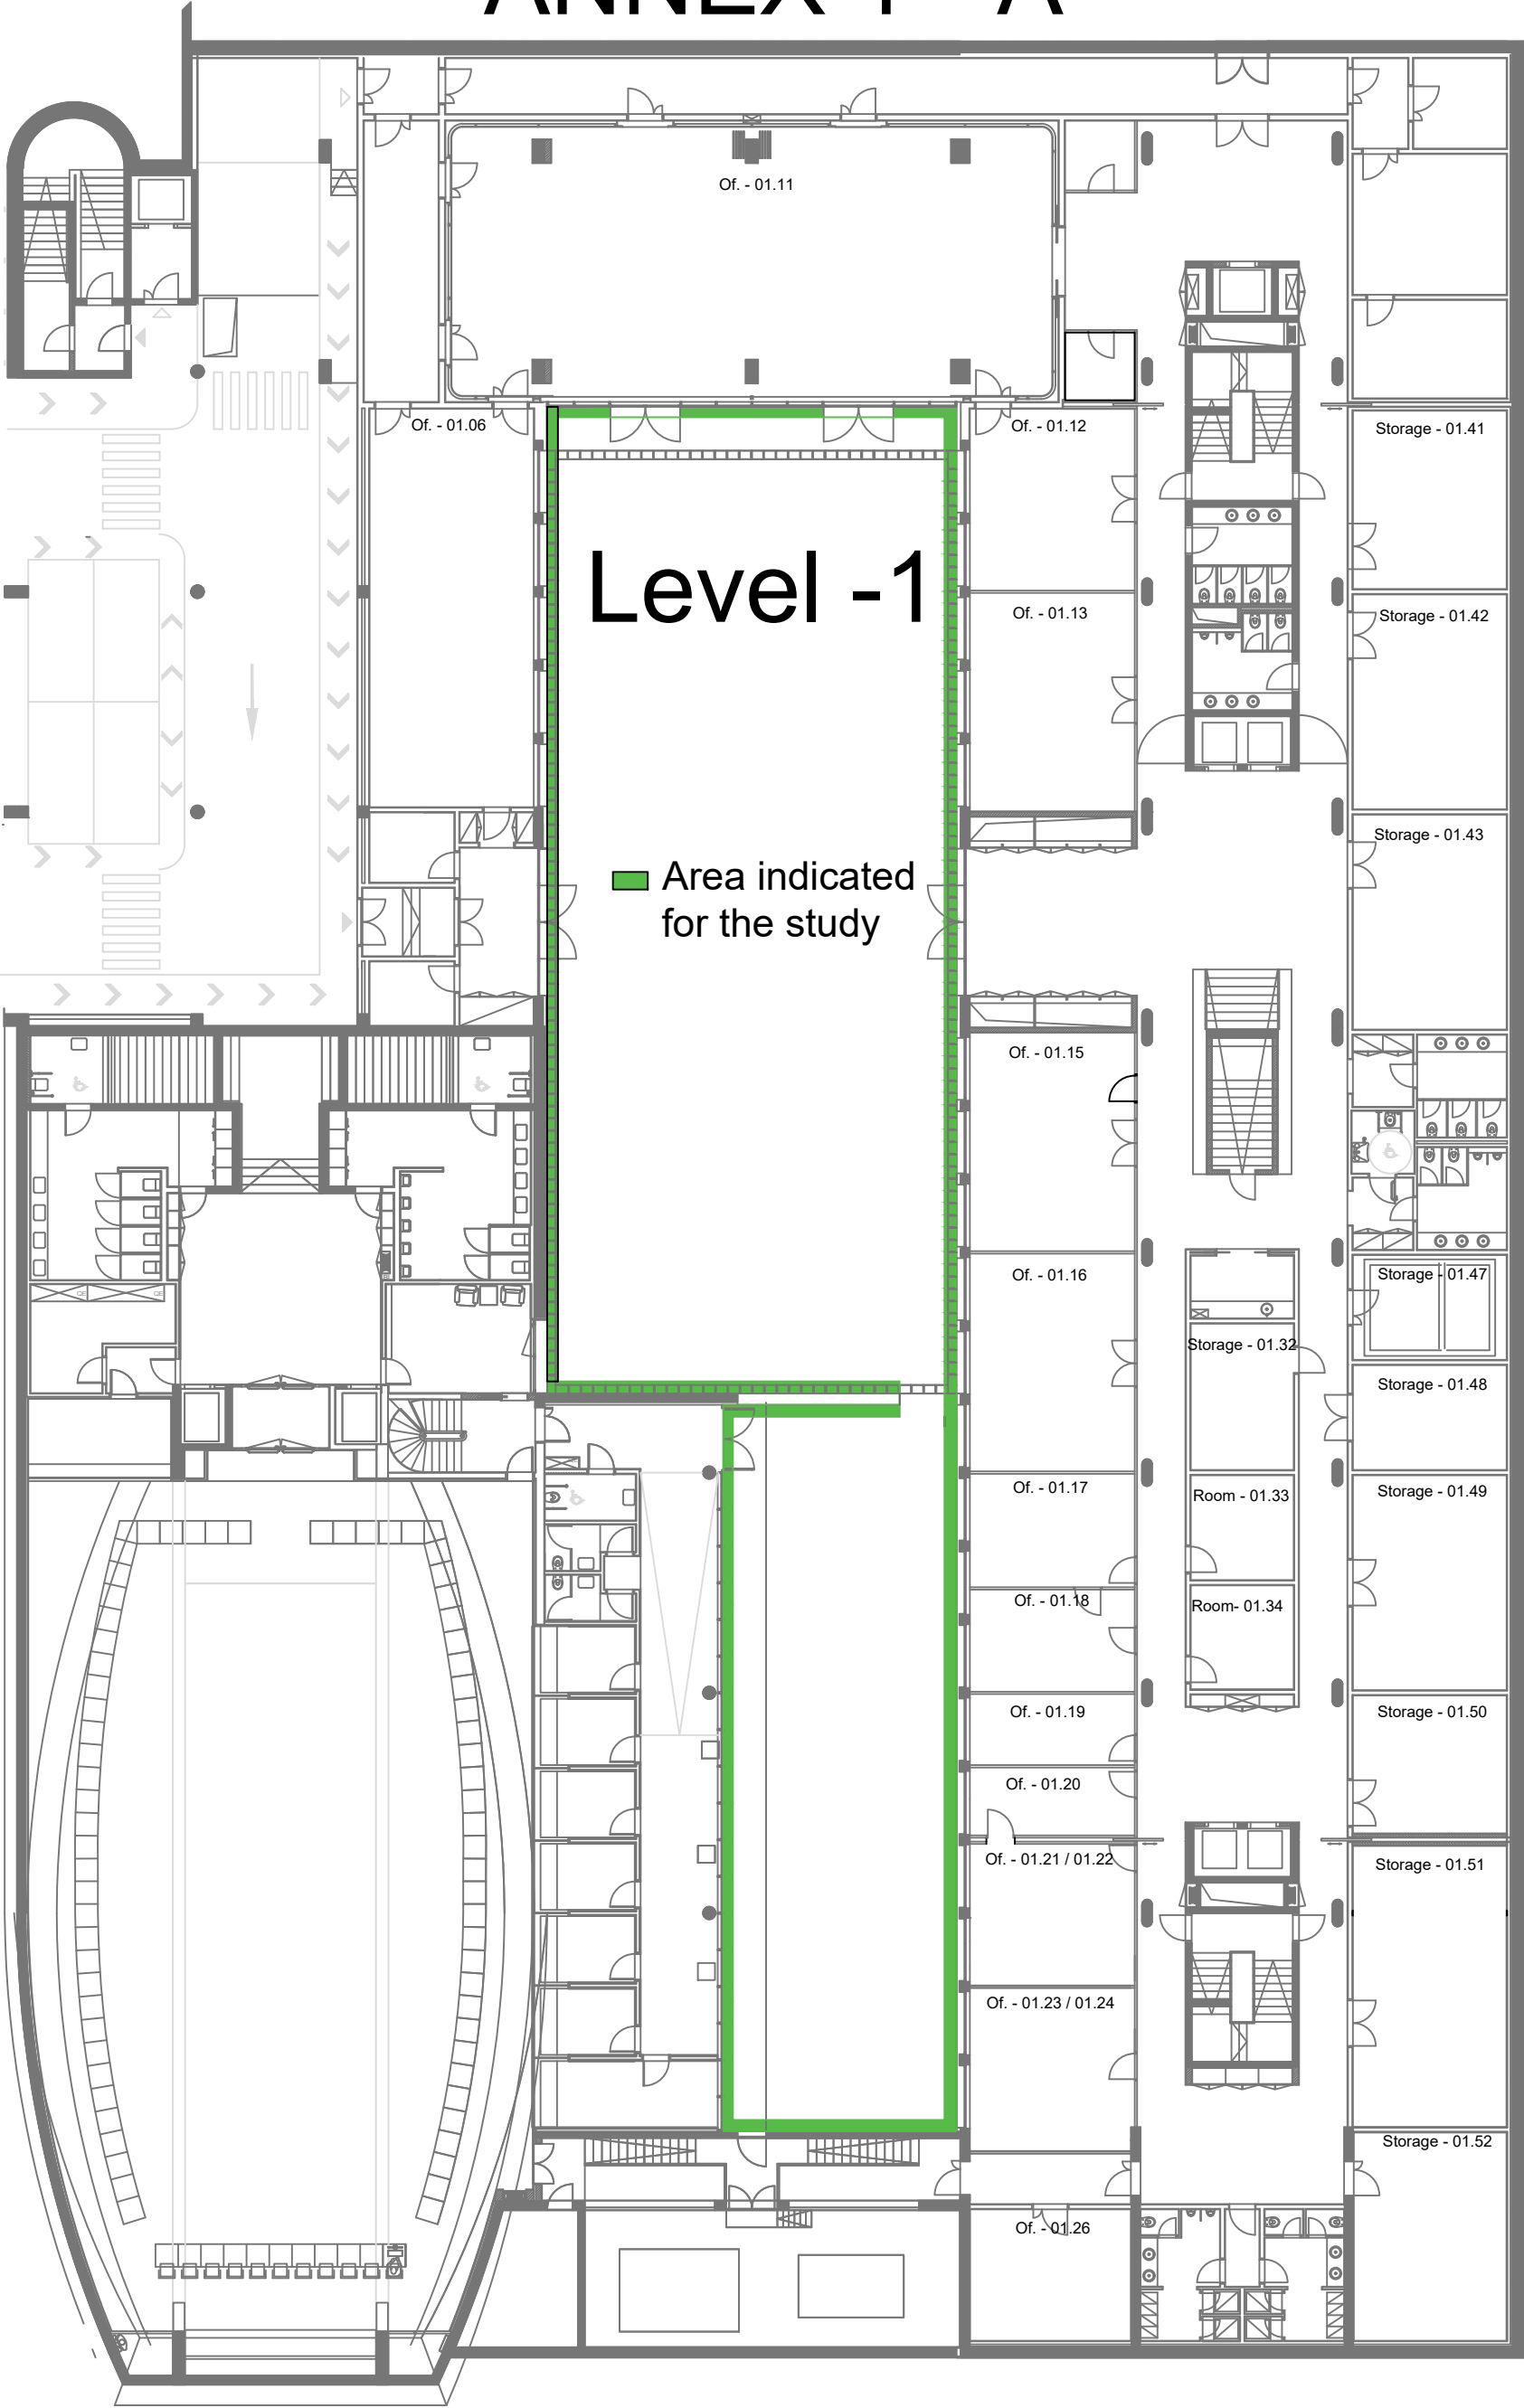 Of. - 01.11
Of. - 01.06
Of. - 01.12
Storage - 01.41
Level -1
Of. - 01.13
Storage - 01.42
Storage - 01.43
Area indicated
for the study
Of. - 01.15
Of. - 01.16
Storage - 01.47
Storage - 01.32
Storage - 01.48
Of. - 01.17
Room - 01.33
Storage - 01.49
Of. - 01.18
Room- 01.34
Of. - 01.19
Storage - 01.50
Of. - 01.20
Of. - 01.21 / 01.22
Storage - 01.51
Of. - 01.23 / 01.24
Storage - 01.52
Of. - 01.26